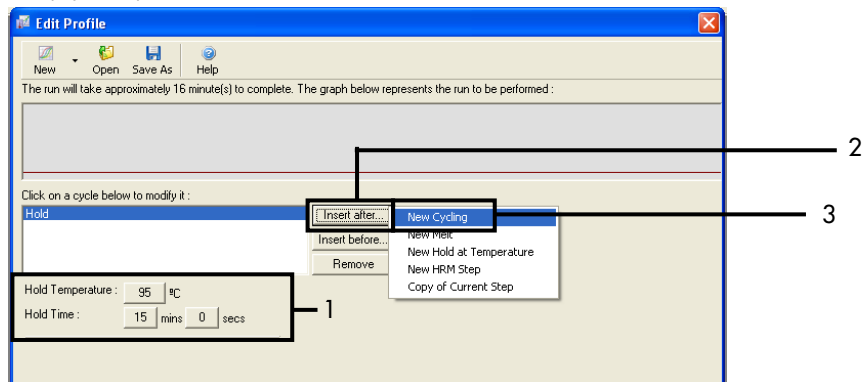 Edit Profile
New Open Save As Help
The run will take approximately 16 minute(s) to complete. The graph below represents the run to be performed :
2
Click on a cycle below to modify it :
Hold
Insert after...
New Cycling
3
Insert before...
New Melt
New Hold at Temperature
Remove
New HRM Step
Copy of Current Step
Hold Temperature : 95 ºC
1
Hold Time : 15 mins 0 secs